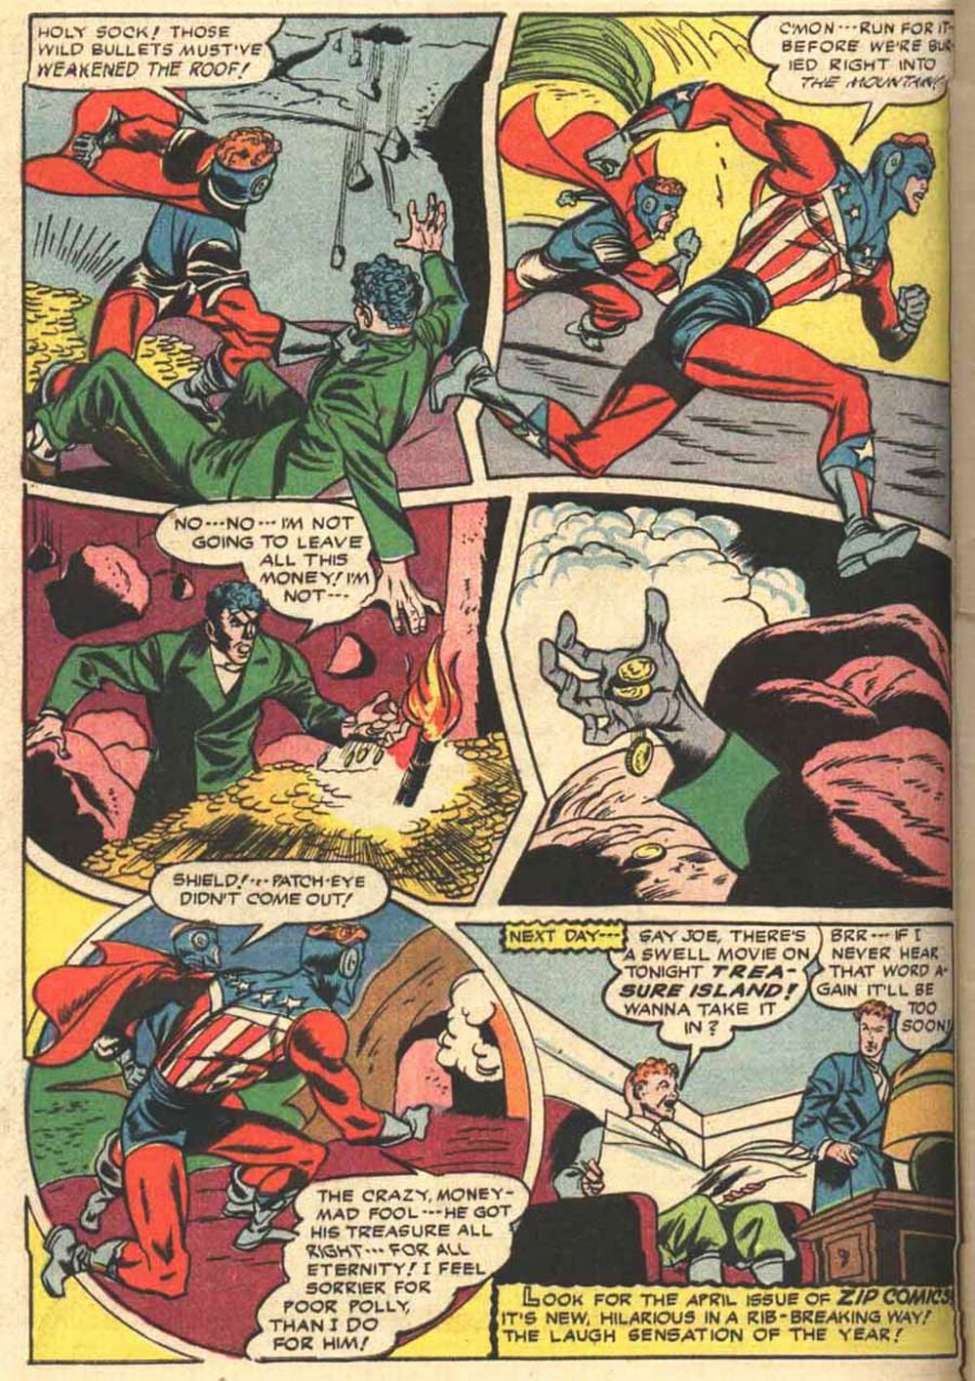 HOLY SOCK! THOSE
WILD BULLETS MUST'VE
WEAKENED THE ROOF!
C'MON---RUN FOR IT-
BEFORE WE'RE BUR-
IED RIGHT INTO
THE MOUNTAIN!
NO---NO---I'M NOT
GOING TO LEAVE
ALL THIS
MONEY! I'M
NOT---
SHIELD!---PATCH-EYE
DIDN'T COME OUT!
THE CRAZY, MONEY-
MAD FOOL---HE GOT
HIS TREASURE ALL
RIGHT---FOR ALL
ETERNITY! I FEEL
SORRIER FOR
POOR POLLY,
THAN I DO
FOR HIM!
NEXT DAY---
SAY JOE, THERE'S
A SWELL MOVIE ON
TONIGHT TREA-
SURE ISLAND!
WANNA TAKE IT
IN?
BRR---IF I
NEVER HEAR
THAT WORD A-
GAIN IT'LL BE
TOO
SOON!
LOOK FOR THE APRIL ISSUE OF ZIP COMICS!
IT'S NEW, HILARIOUS IN A RIB-BREAKING WAY!
THE LAUGH SENSATION OF THE YEAR!